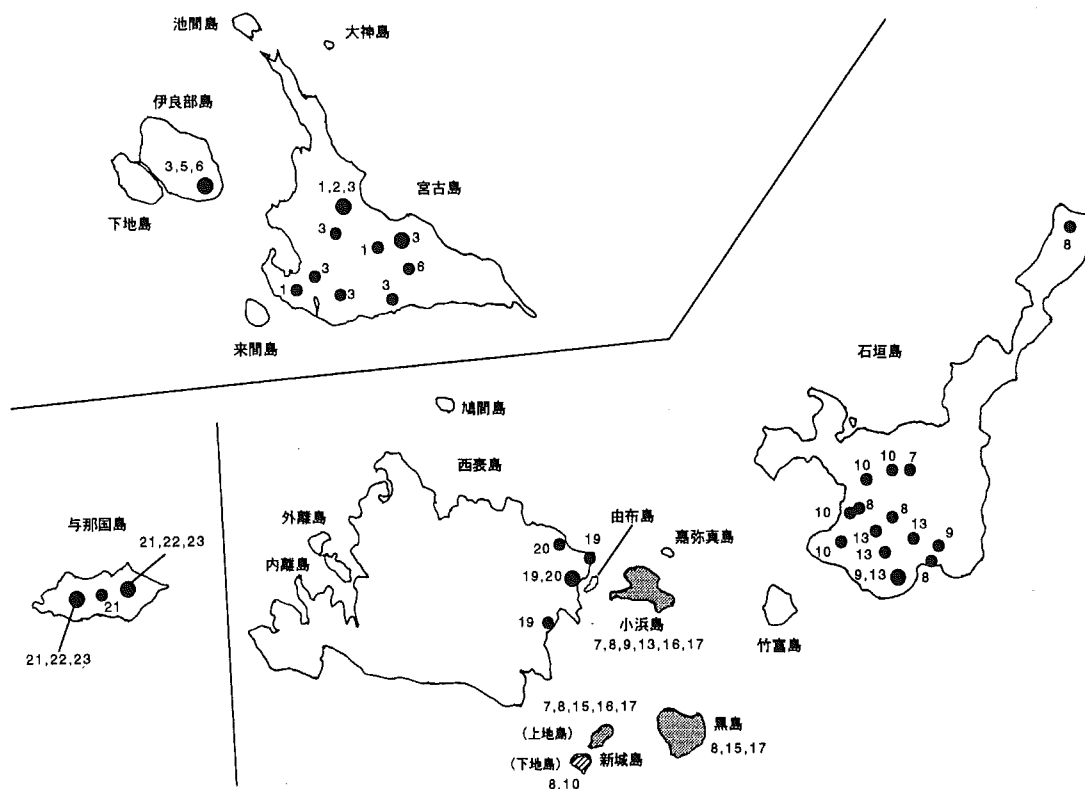 池間島
大神島
伊良部島
3,5,6
下地島
宮古島
1,2,3
3
1
3
6
3
1
3
3
来間島
石垣島
8
10
10
7
10
8
8
13
13
9
10
13
9,13
8
竹富島
鳩間島
西表島
外離島
内離島
由布島
嘉弥真島
20
19
19,20
19
小浜島
7,8,9,13,16,17
7,8,15,16,17
(上地島)
(下地島)
新城島
8,10
黒島
8,15,17
与那国島
21,22,23
21
21,22,23